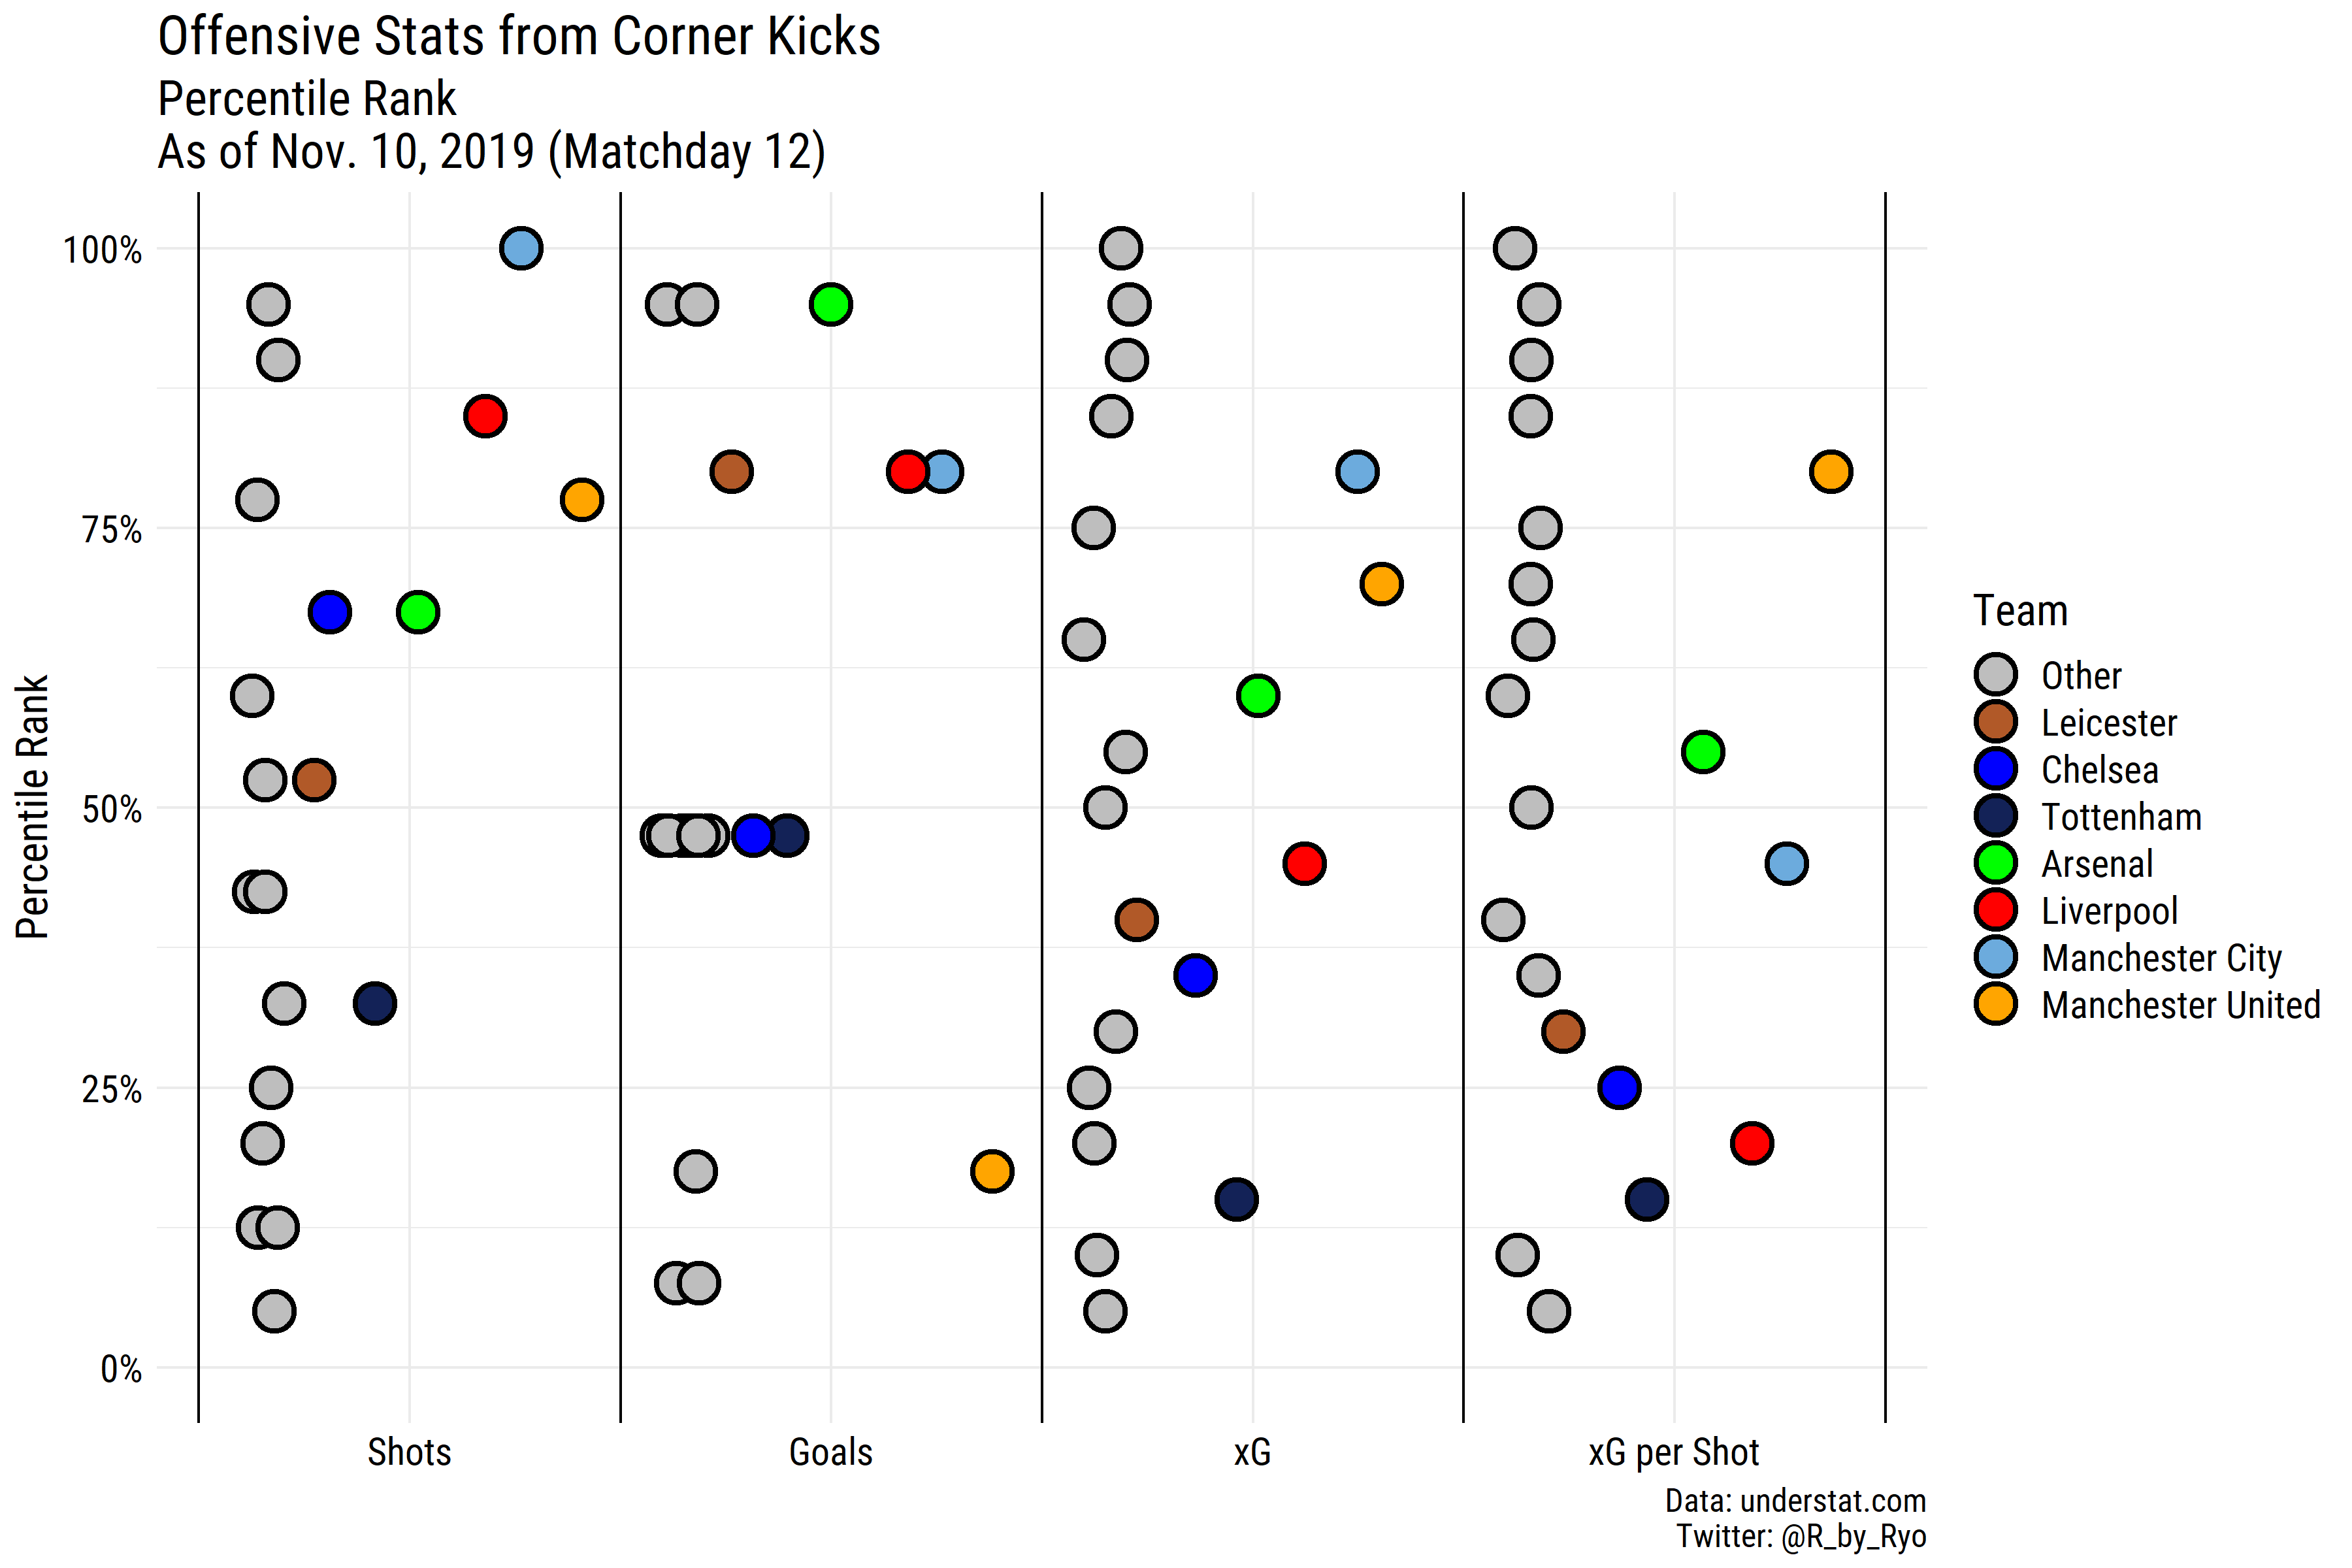 Offensive Stats from Corner Kicks
Percentile Rank
As of Nov. 10, 2019 (Matchday 12)
Percentile Rank
100%
75%
50%
25%
0%
Shots
Goals
xG
xG per Shot
Team
Other
Leicester
Chelsea
Tottenham
Arsenal
Liverpool
Manchester City
Manchester United
Data: understat.com
Twitter: @R_by_Ryo